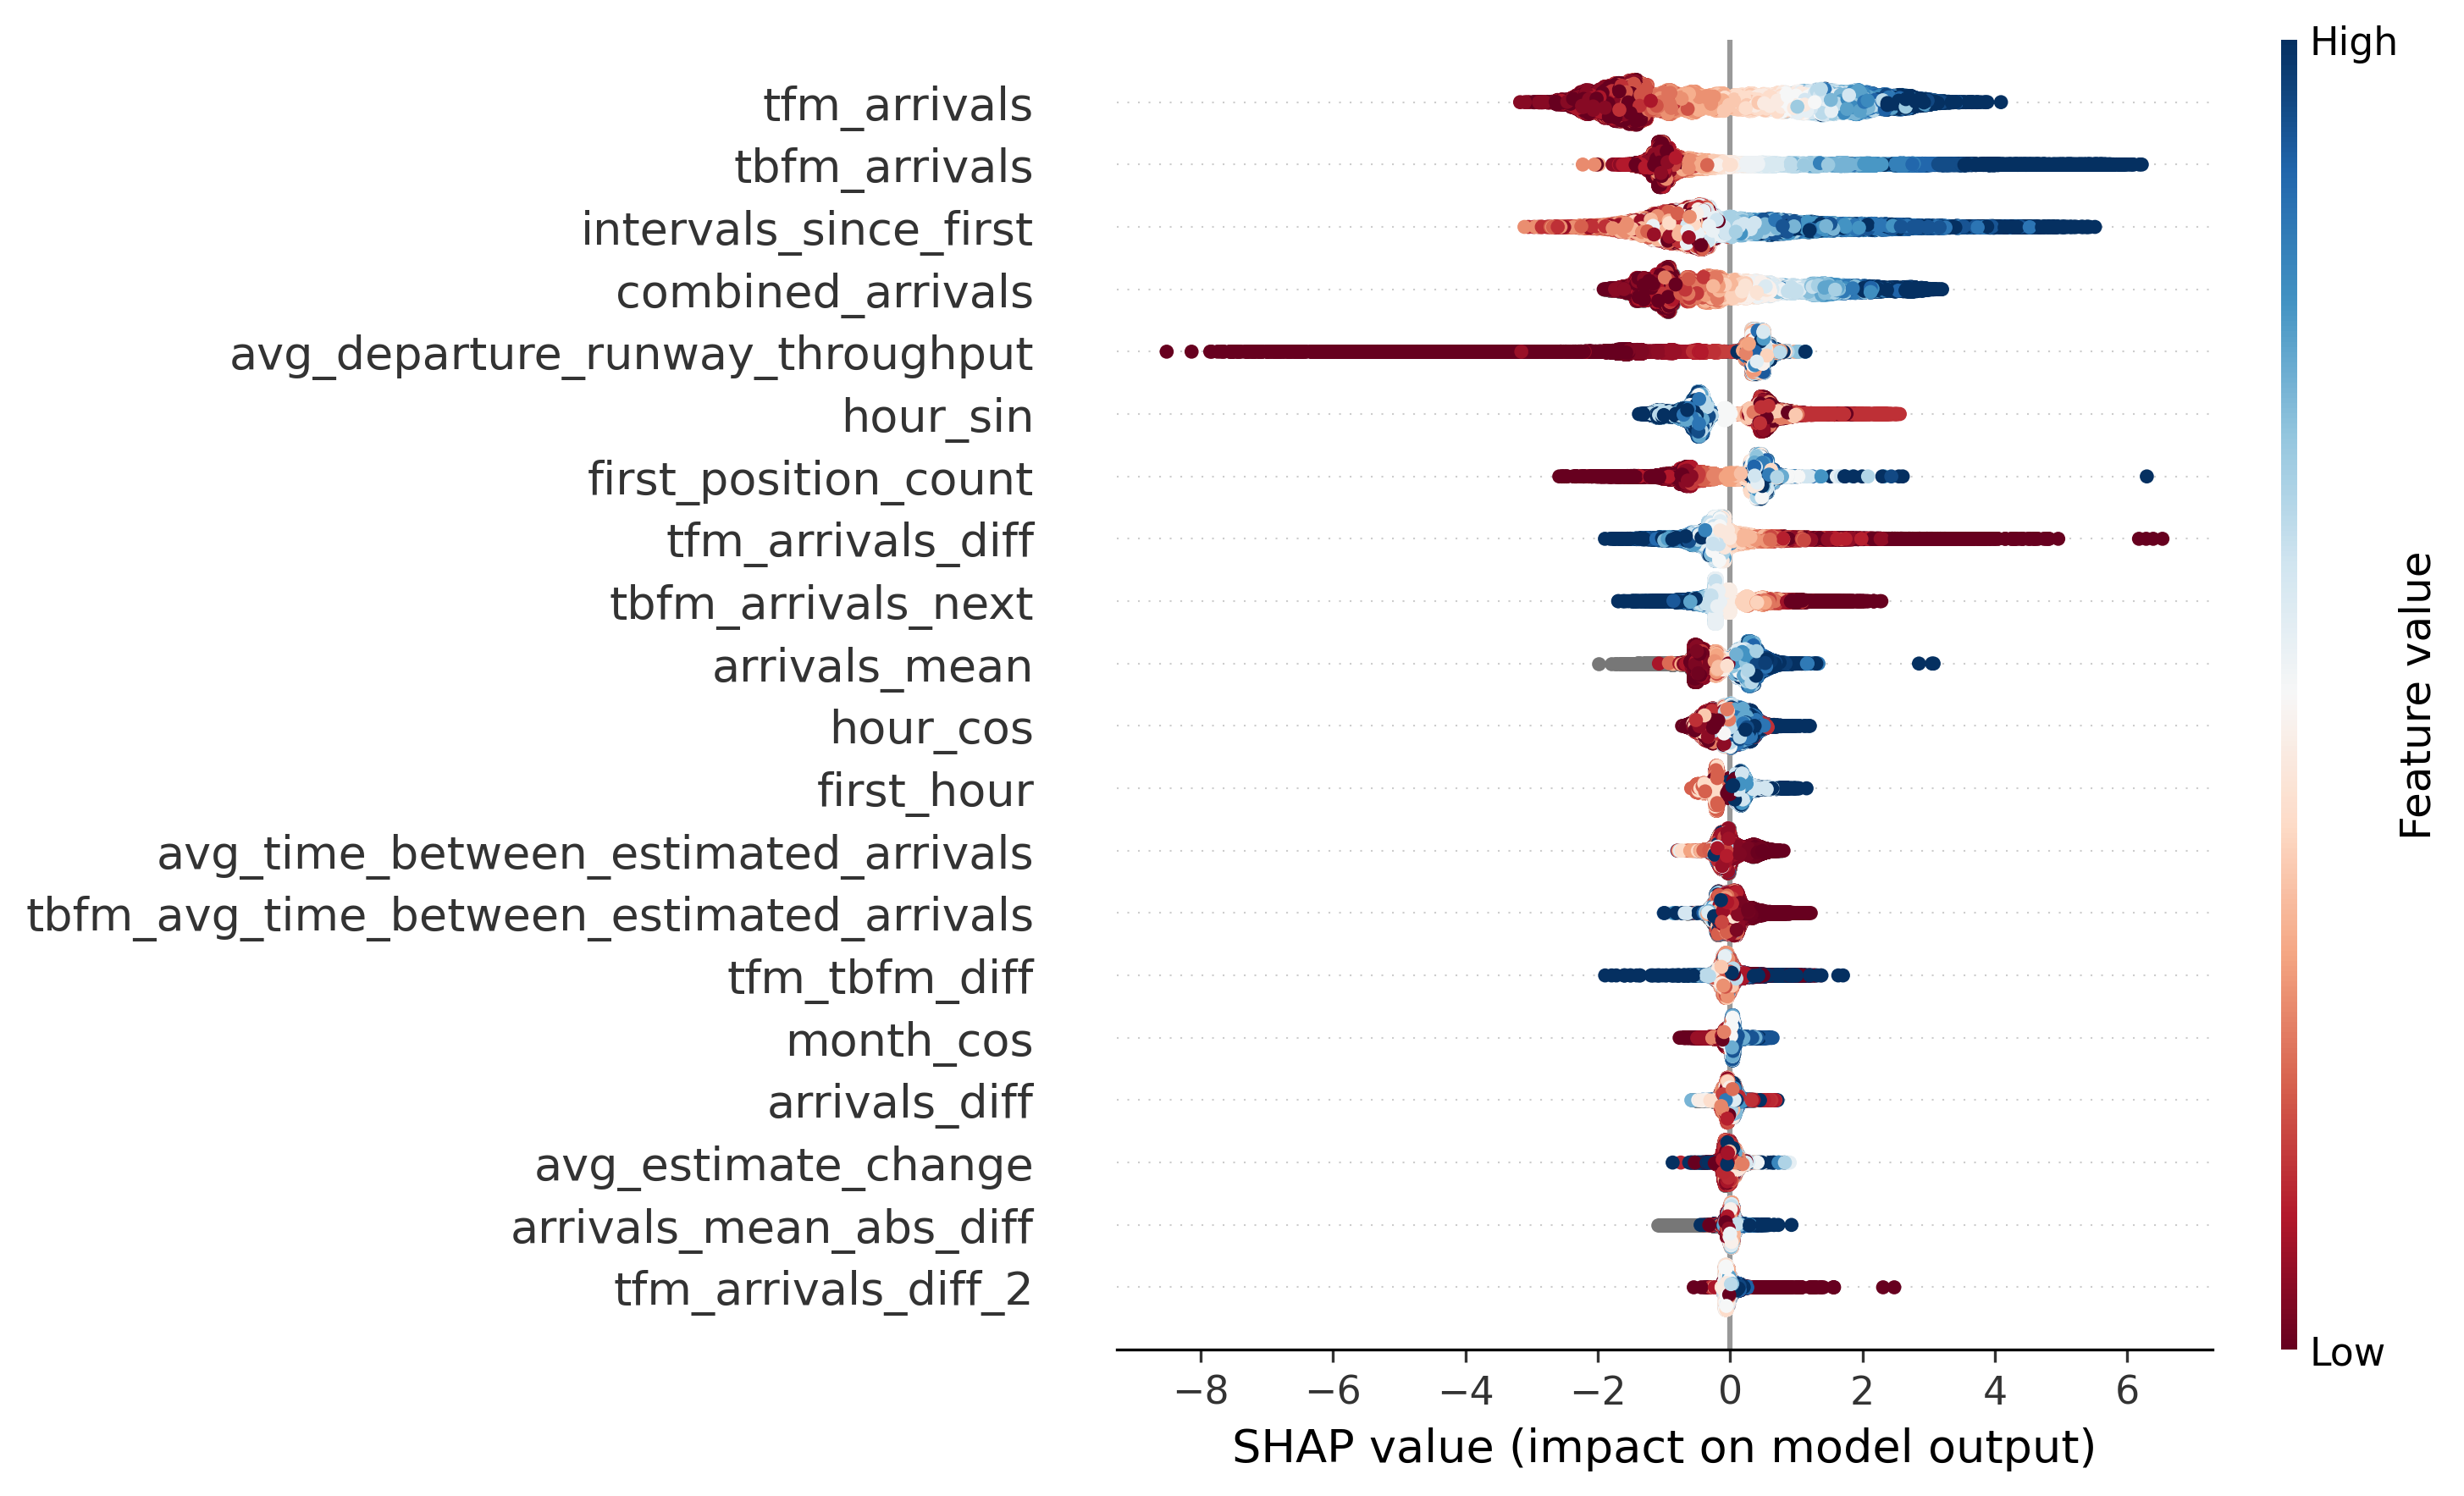 High
tfm_arrivals
tbfm_arrivals
intervals_since_first
combined_arrivals
avg_departure_runway_throughput
hour_sin
first_position_count
tfm_arrivals_diff
tbfm_arrivals_next
arrivals_mean
hour_cos
first_hour
avg_time_between_estimated_arrivals
tbfm_avg_time_between_estimated_arrivals
tfm_tbfm_diff
month_cos
arrivals_diff
avg_estimate_change
arrivals_mean_abs_diff
tfm_arrivals_diff_2
Feature value
Low
−8 −6 −4 −2 0 2 4 6
SHAP value (impact on model output)